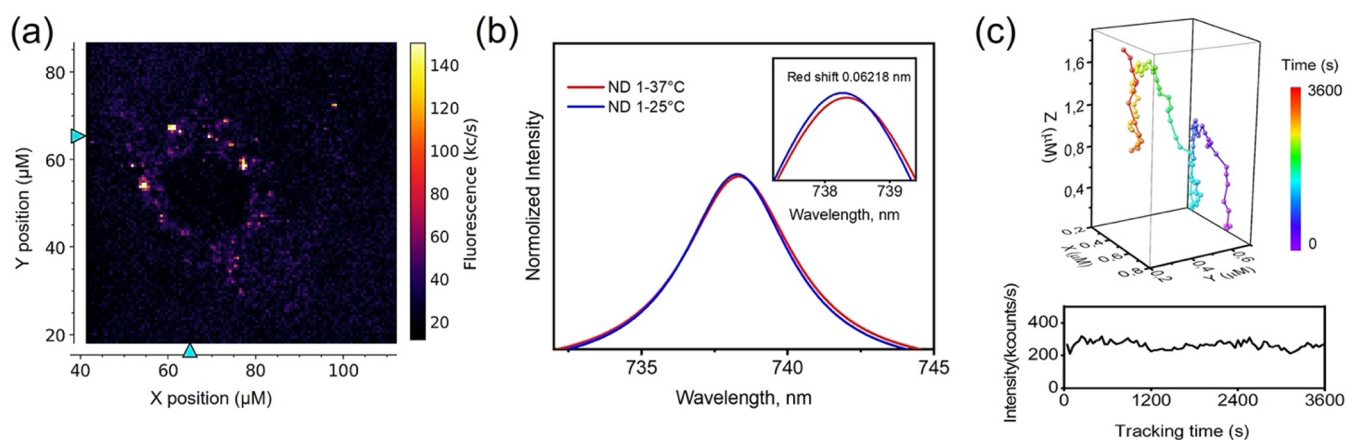 (a)
80
60
40
20
Y position (µM)
40
60
80
100
X position (µM)
140
120
100
80
60
40
20
Fluorescence (kc/s)
(b)
ND 1-37°C
ND 1-25°C
Red shift 0.06218 nm
738
739
Wavelength, nm
Normalized Intensity
735
740
745
Wavelength, nm
(c)
1.6
1.2
0.8
0.4
Z (µM)
0.2
0.4
0.6
0.8
X (µM)
0.2
0.4
0.6
Y (µM)
Time (s)
3600
0
400
200
0
Intensity(kcounts/s)
0
1200
2400
3600
Tracking time (s)